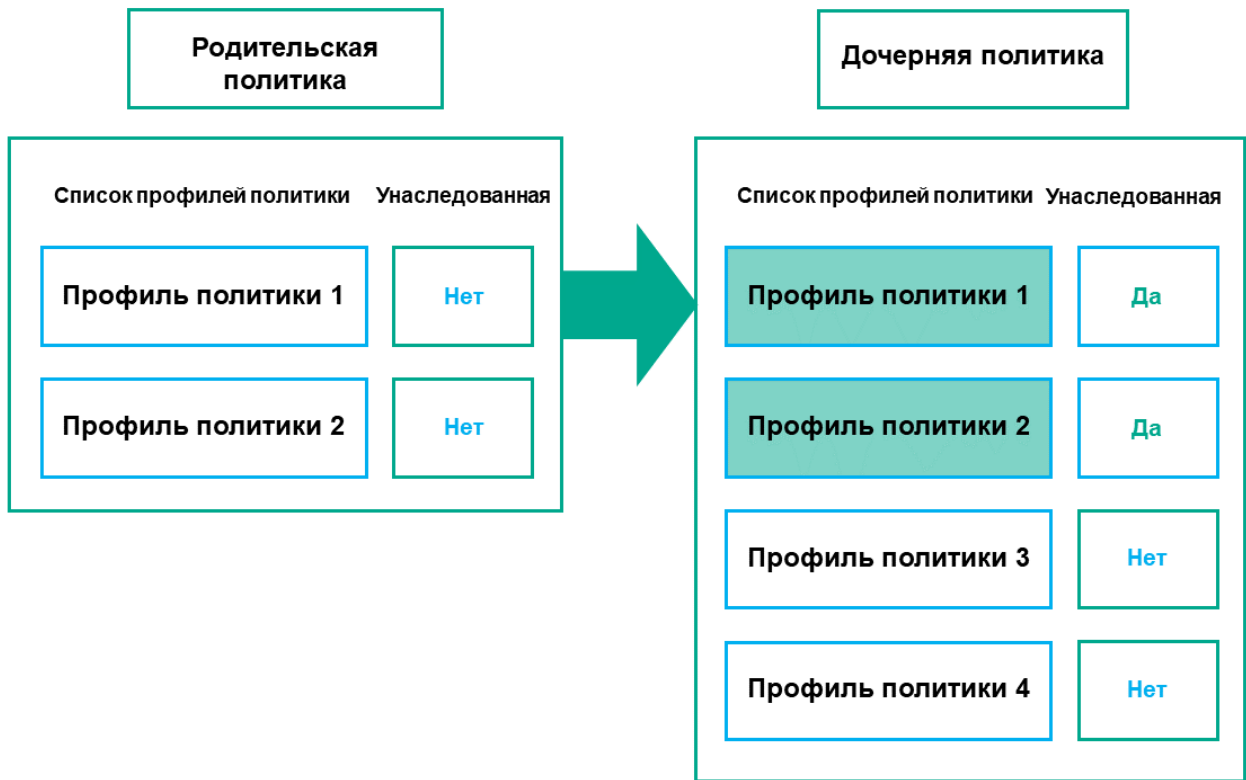 Родительская
политика
Список профилей политики Унаследованная
Профиль политики 1 Нет
Профиль политики 2 Нет
Дочерняя политика
Список профилей политики Унаследованная
Профиль политики 1 Да
Профиль политики 2 Да
Профиль политики 3 Нет
Профиль политики 4 Нет